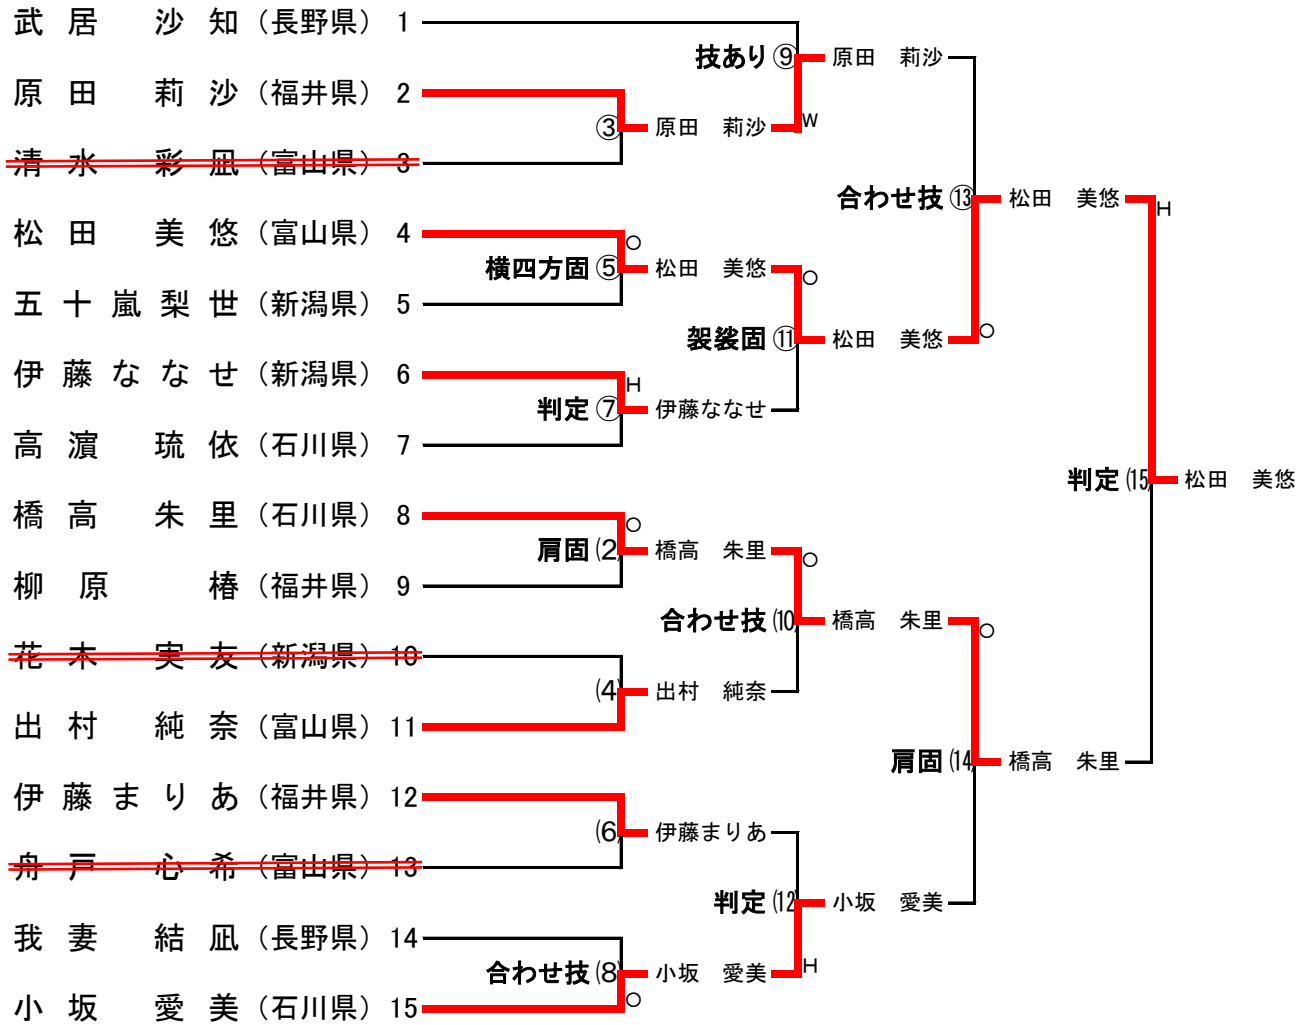 武居 沙知（長野県）1
技あり ⑨ 原田 莉沙
原田 莉沙（福井県）2
③ 原田 莉沙 W
清水 彩凪（富山県）3
合わせ技 ⑬ 松田 美悠 H
松田 美悠（富山県）4
○
横四方固 ⑤ 松田 美悠 ○
五十嵐梨世（新潟県）5
袈裟固 ⑪ 松田 美悠 ○
伊藤ななせ（新潟県）6
H
判定 ⑦ 伊藤ななせ
高濵 琉依（石川県）7
判定 (15) 松田 美悠
橋高 朱里（石川県）8
○
肩固 (2) 橋高 朱里 ○
柳原 椿（福井県）9
合わせ技 (10) 橋高 朱里 ○
花木 実友（新潟県）10
(4) 出村 純奈
出村 純奈（富山県）11
肩固 (14) 橋高 朱里
伊藤まりあ（福井県）12
(6) 伊藤まりあ
舟戸 心希（富山県）13
判定 (12) 小坂 愛美
我妻 結凪（長野県）14
合わせ技 (8) 小坂 愛美 H
○
小坂 愛美（石川県）15